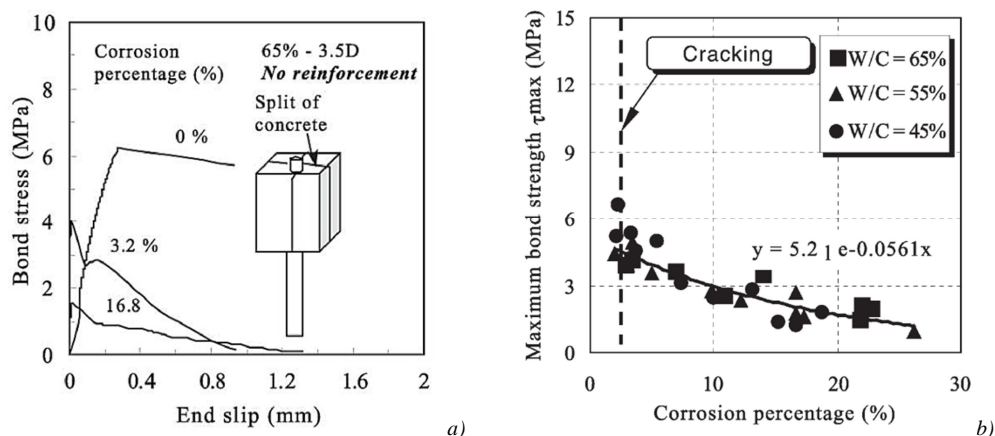 10
8
6
4
2
0
Bond stress (MPa)
Corrosion
percentage (%)
65% - 3.5D
No reinforcement
Split of
concrete
0 %
3.2 %
16.8
0
0.4
0.8
1.2
1.6
2
End slip (mm)
a)
15
12
9
6
3
0
Maximum bond strength τmax (MPa)
Cracking
W/C = 65%
W/C = 55%
W/C = 45%
y = 5.2 l e-0.0561x
0
10
20
30
Corrosion percentage (%)
b)